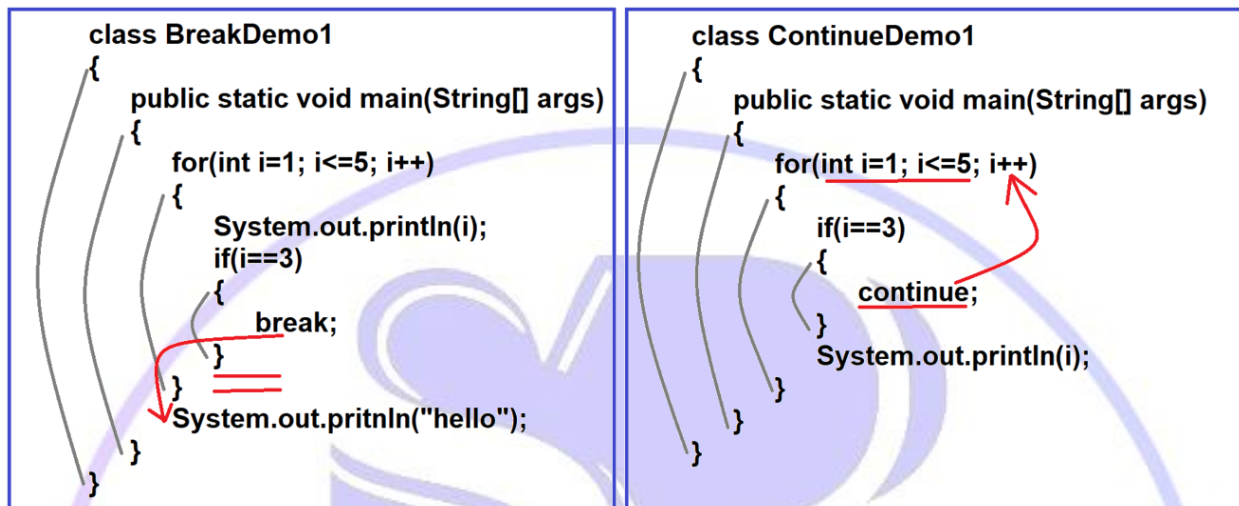 class BreakDemo1
{
public static void main(String[] args)
{
for(int i=1; i<=5; i++)
{
System.out.println(i);
if(i==3)
{
break;
}
}
System.out.pritnln("hello");
}
}
class ContinueDemo1
{
public static void main(String[] args)
{
for(int i=1; i<=5; i++)
{
if(i==3)
{
continue;
}
System.out.println(i);
}
}
}